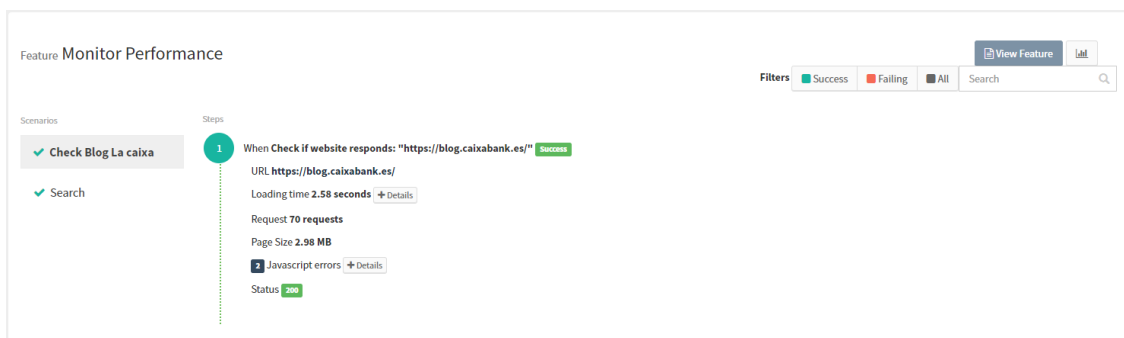 Feature Monitor Performance
View Feature
Filters Success Failing All Search
Scenarios
Steps
Check Blog La caixa
Search
1
When Check if website responds: "https://blog.caixabank.es/" Success
URL https://blog.caixabank.es/
Loading time 2.58 seconds + Details
Request 70 requests
Page Size 2.98 MB
2 Javascript errors + Details
Status 200